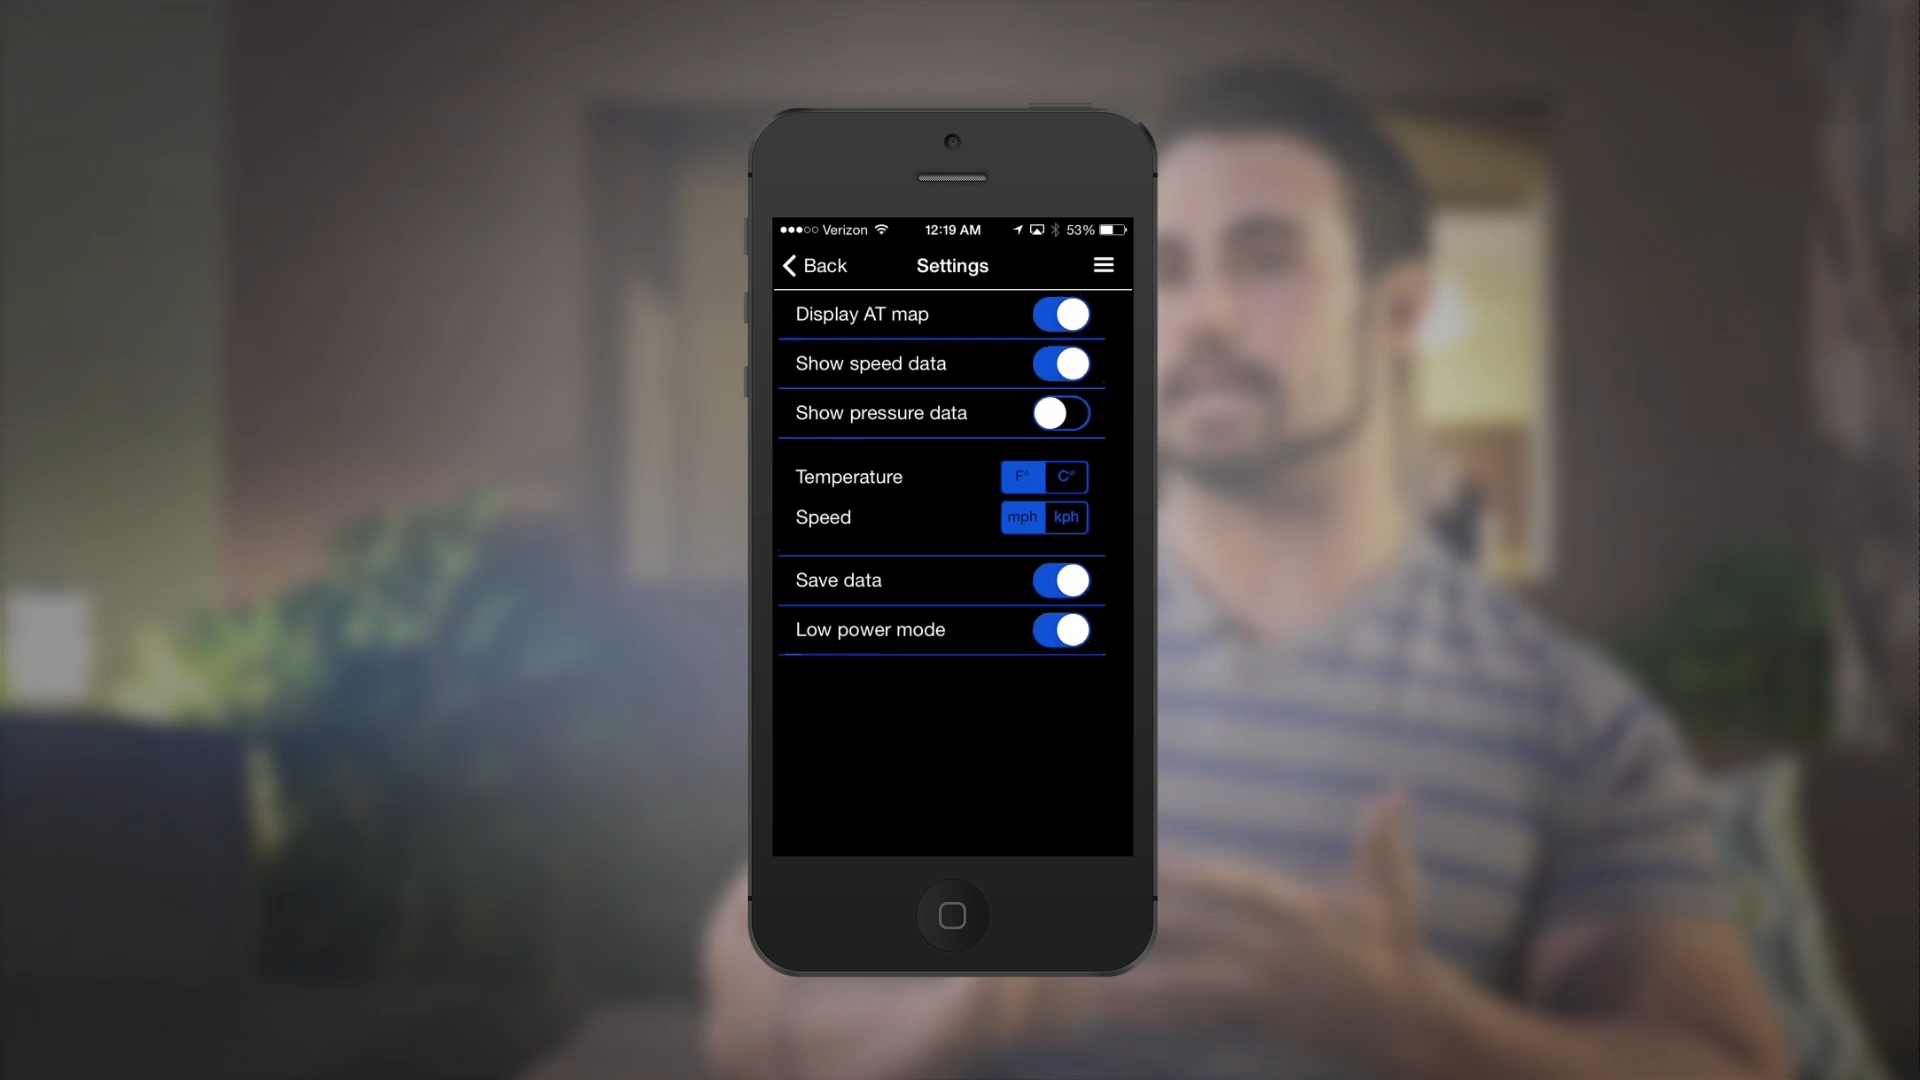 Verizon 12:19 AM 53%
Back Settings
Display AT map
Show speed data
Show pressure data
Temperature F° C°
Speed mph kph
Save data
Low power mode